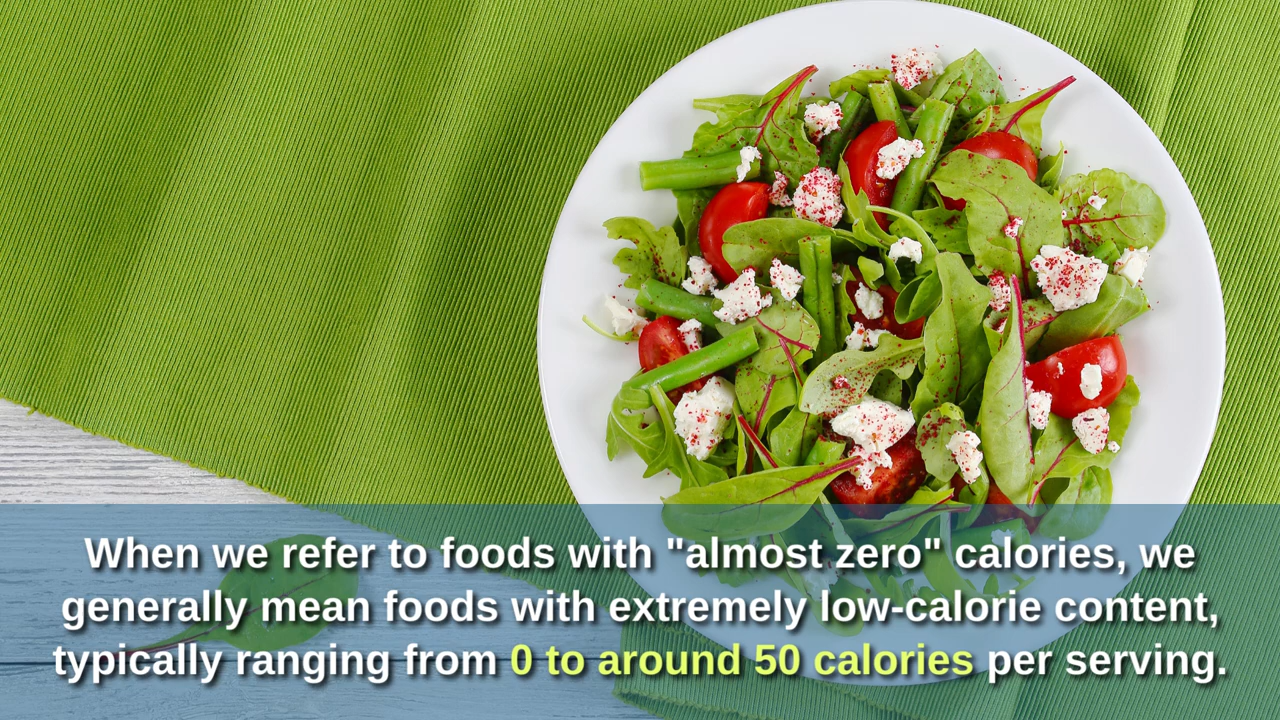 When we refer to foods with "almost zero" calories, we
generally mean foods with extremely low-calorie content,
typically ranging from 0 to around 50 calories per serving.